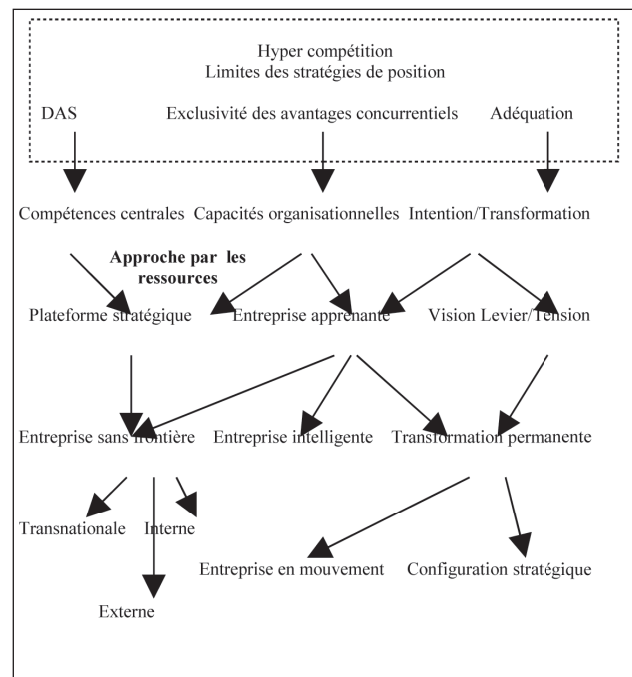 Hyper compétition
Limites des stratégies de position
DAS Exclusivité des avantages concurrentiels Adéquation
Compétences centrales Capacités organisationnelles Intention/Transformation
Approche par les
ressources
Plateforme stratégique Entreprise apprenante Vision Levier/Tension
Entreprise sans frontière Entreprise intelligente Transformation permanente
Transnationale Interne
Entreprise en mouvement Configuration stratégique
Externe